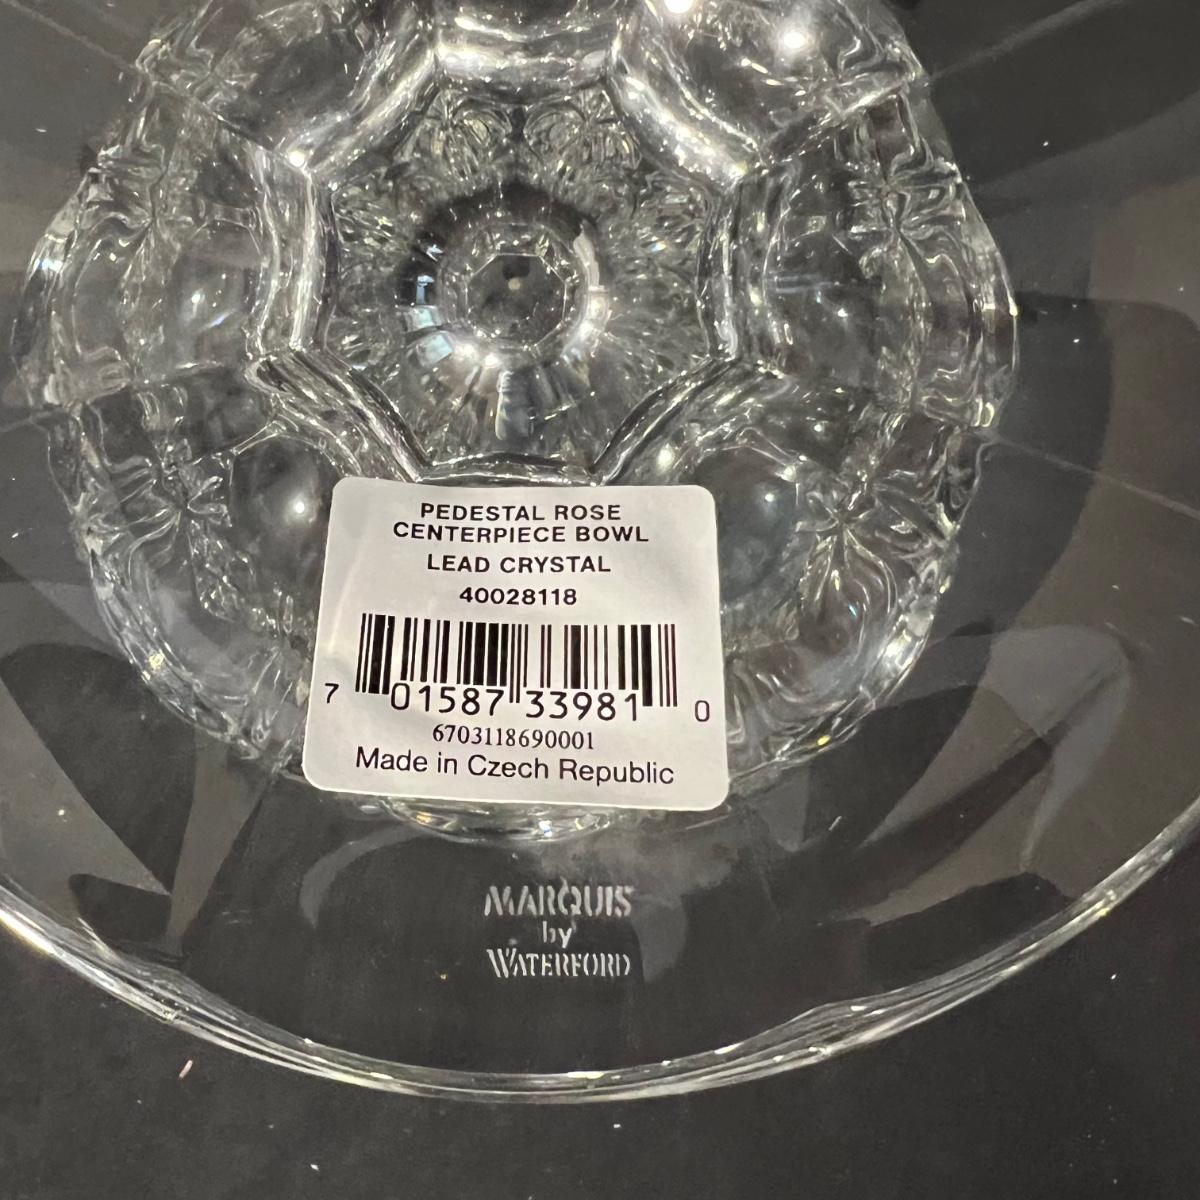 PEDESTAL ROSE
CENTERPIECE BOWL
LEAD CRYSTAL
40028118
7 01587 33981 0
6703118690001
Made in Czech Republic
MARQUIS
by
WATERFORD